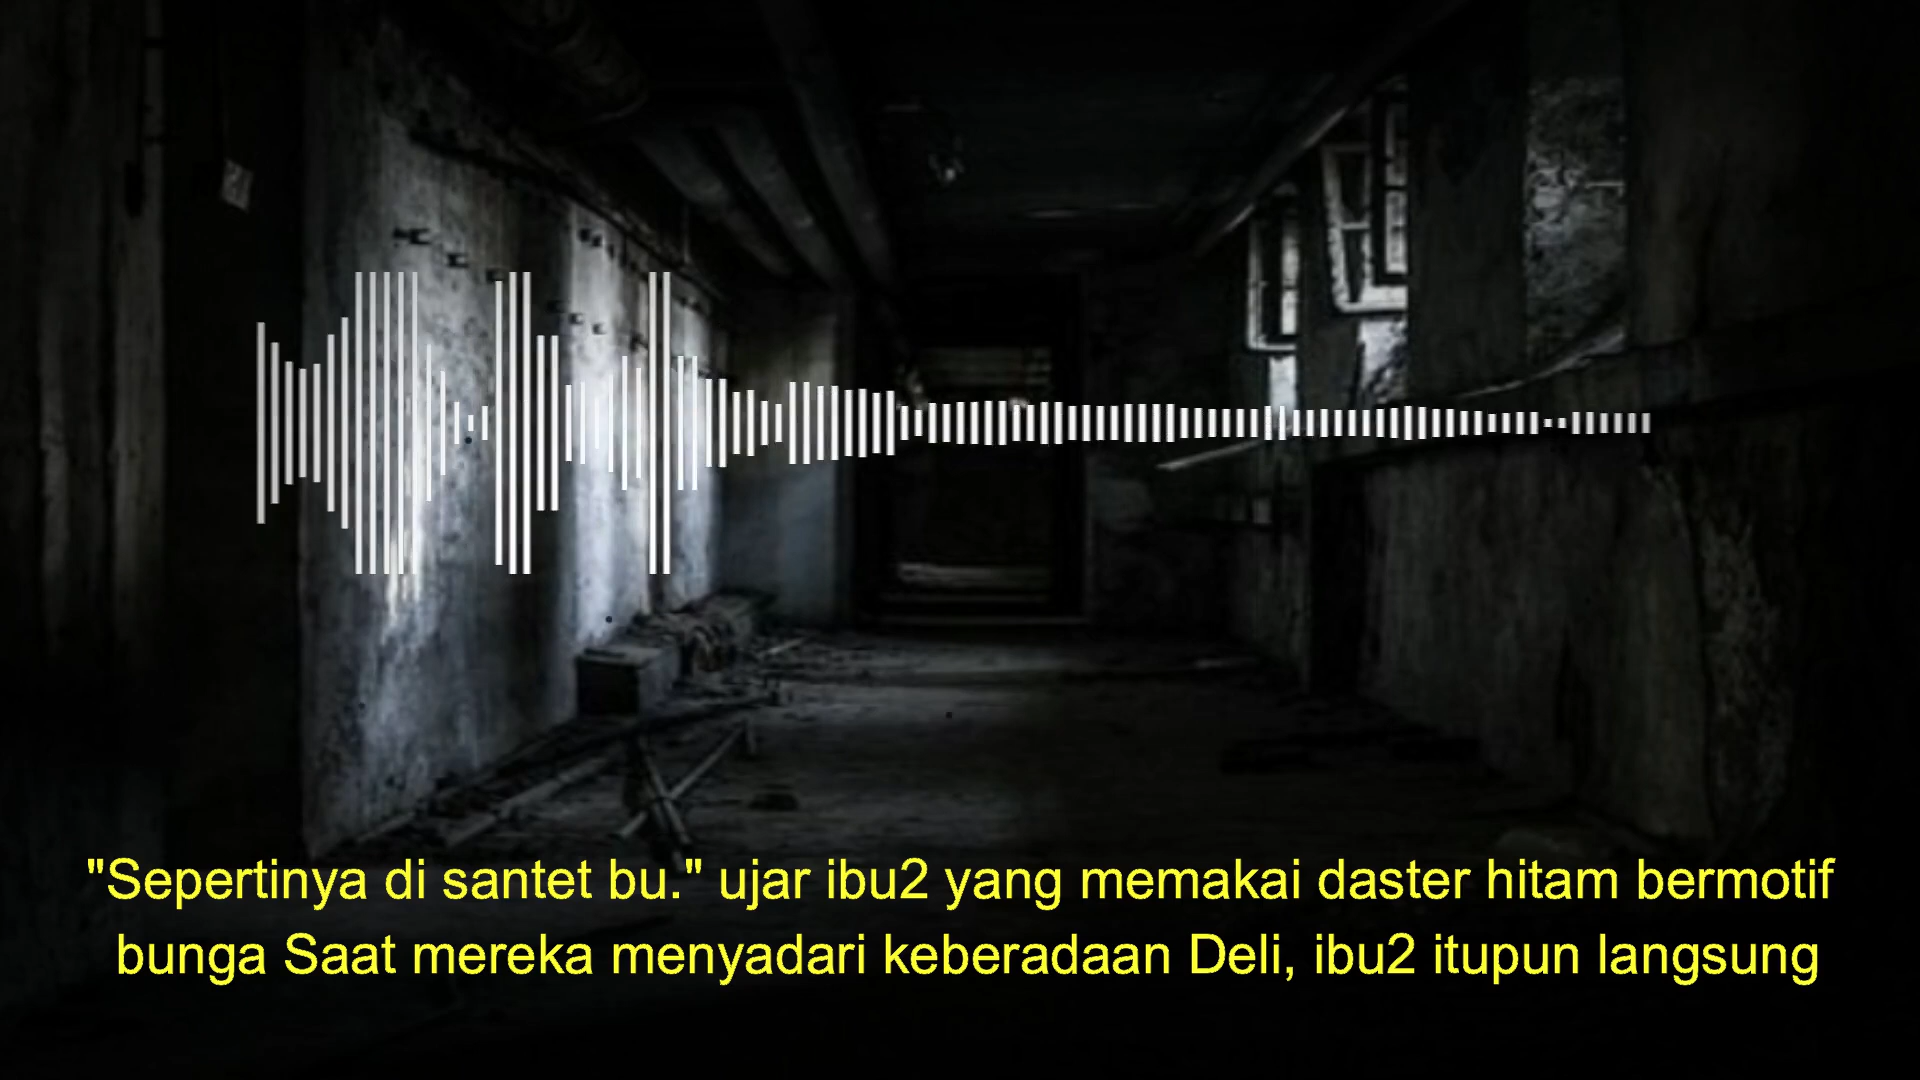 "Sepertinya di santet bu." ujar ibu2 yang memakai daster hitam bermotif
bunga Saat mereka menyadari keberadaan Deli, ibu2 itupun langsung